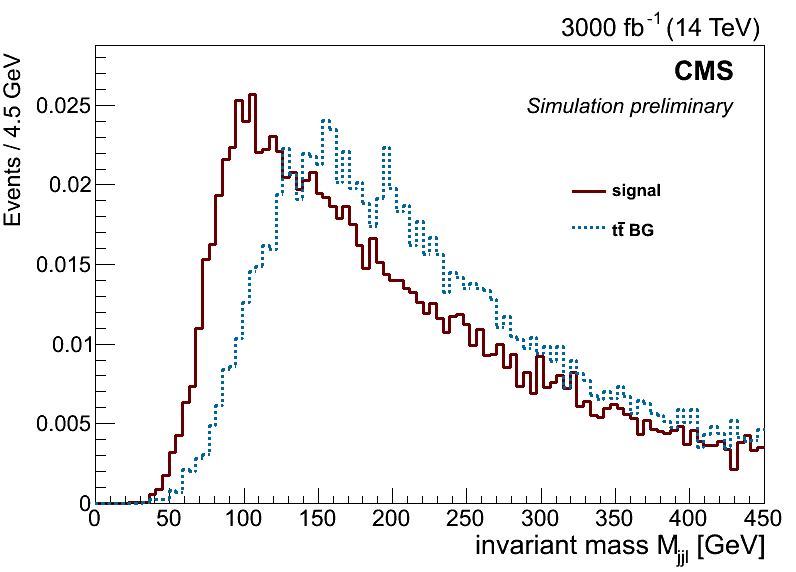 3000 fb⁻¹ (14 TeV)
CMS
Simulation preliminary
Events / 4.5 GeV
signal
tt̄ BG
0.025
0.02
0.015
0.01
0.005
0
0 50 100 150 200 250 300 350 400 450
invariant mass M_jjl [GeV]